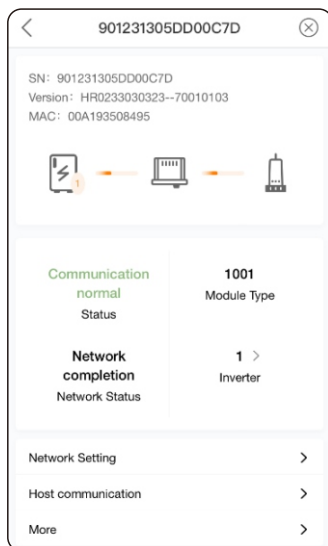 901231305DD00C7D
SN: 901231305DD00C7D
Version: HR0233030323--70010103
MAC: 00A193508495
1
Communication
normal
Status
1001
Module Type
Network
completion
Network Status
1
Inverter
Network Setting
Host communication
More